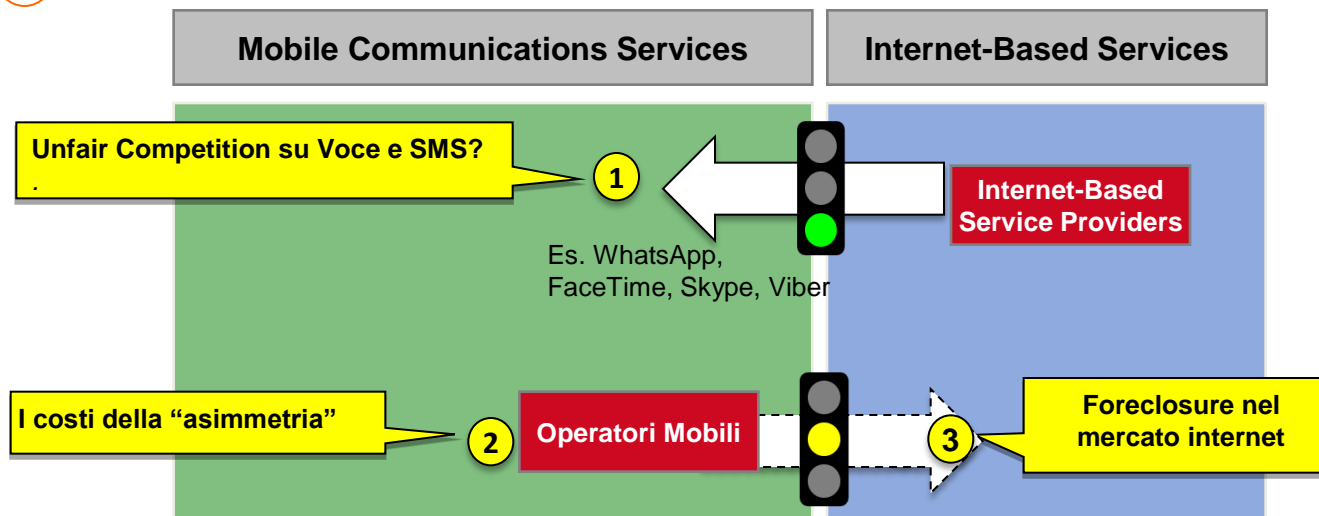 Mobile Communications Services
Internet-Based Services
Unfair Competition su Voce e SMS?
.
1
Internet-Based
Service Providers
Es. WhatsApp,
FaceTime, Skype, Viber
I costi della “asimmetria”
2
Operatori Mobili
3
Foreclosure nel
mercato internet